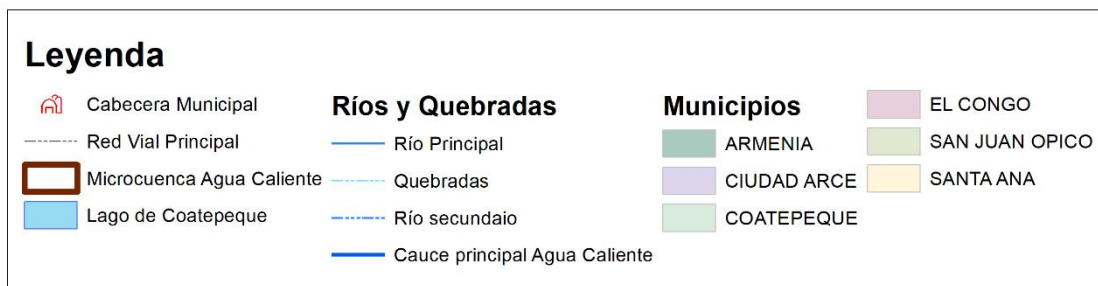 Leyenda
Cabecera Municipal
Red Vial Principal
Microcuenca Agua Caliente
Lago de Coatepeque
Ríos y Quebradas
Río Principal
Quebradas
Río secundaio
Cauce principal Agua Caliente
Municipios
ARMENIA
CIUDAD ARCE
COATEPEQUE
EL CONGO
SAN JUAN OPICO
SANTA ANA